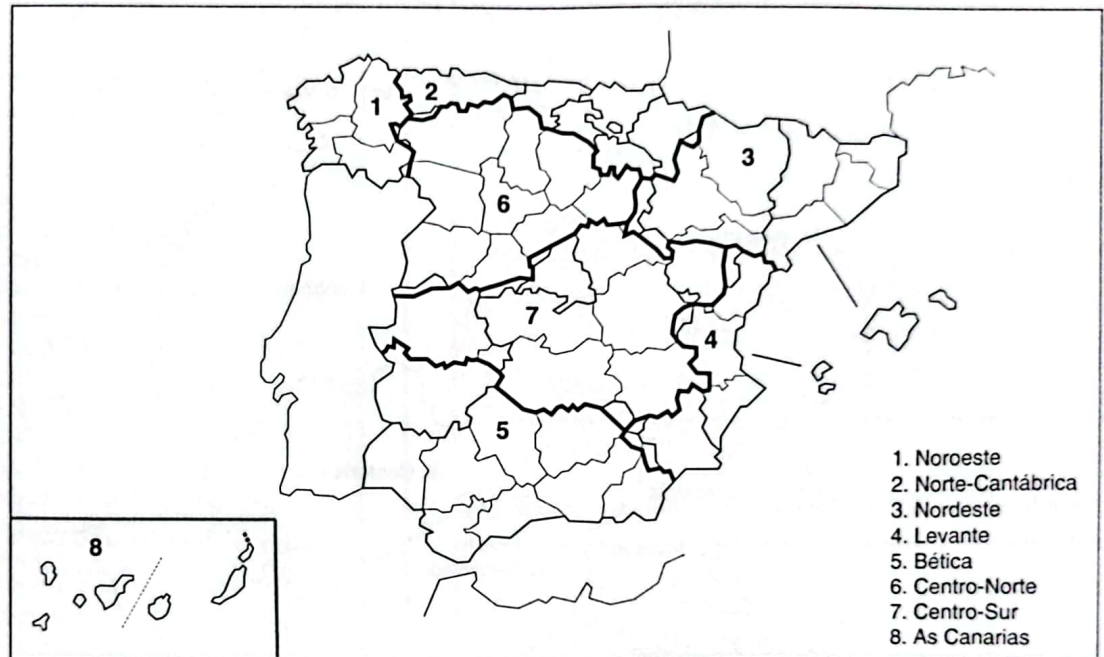 1
2
3
6
7
4
5
8
1. Noroeste
2. Norte-Cantábrica
3. Nordeste
4. Levante
5. Bética
6. Centro-Norte
7. Centro-Sur
8. As Canarias